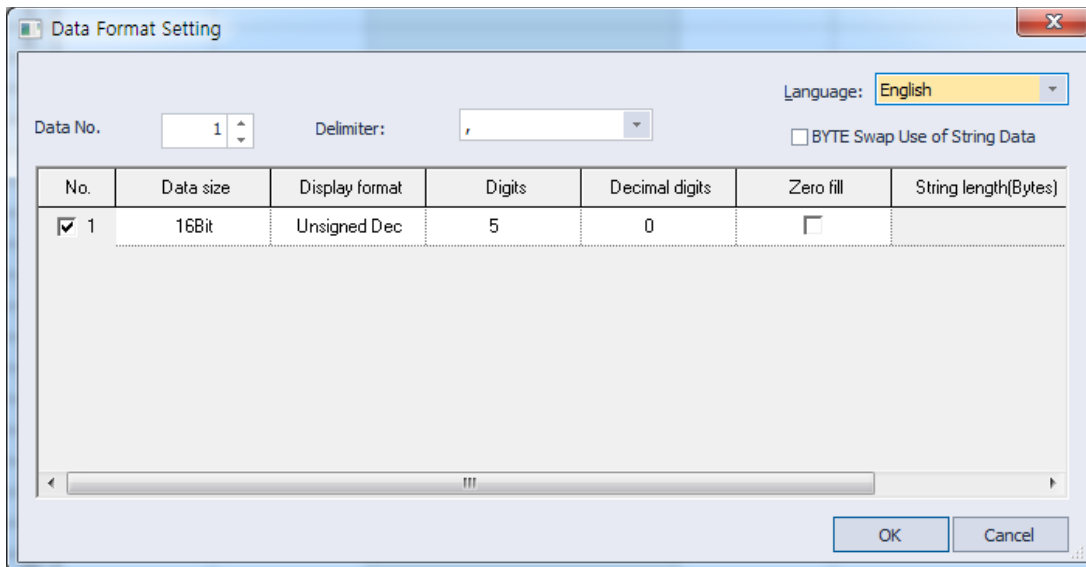 Data Format Setting
Language: English
Data No. 1 Delimiter: ,
BYTE Swap Use of String Data
No. Data size Display format Digits Decimal digits Zero fill String length(Bytes)
1 16Bit Unsigned Dec 5 0
OK Cancel